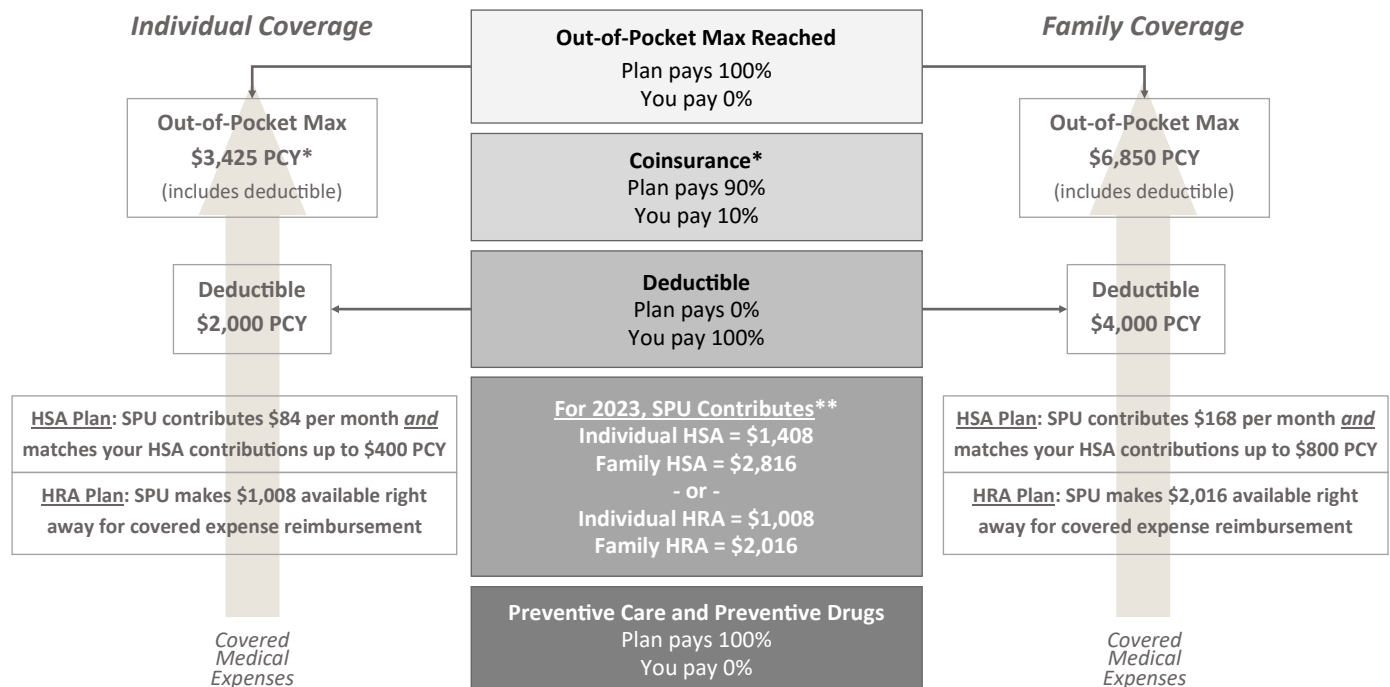 Individual Coverage
Out-of-Pocket Max
$3,425 PCY*
(includes deductible)
Deductible
$2,000 PCY
HSA Plan: SPU contributes $84 per month and
matches your HSA contributions up to $400 PCY
HRA Plan: SPU makes $1,008 available right
away for covered expense reimbursement
Covered
Medical
Expenses
Out-of-Pocket Max Reached
Plan pays 100%
You pay 0%
Coinsurance*
Plan pays 90%
You pay 10%
Deductible
Plan pays 0%
You pay 100%
For 2023, SPU Contributes**
Individual HSA = $1,408
Family HSA = $2,816
- or -
Individual HRA = $1,008
Family HRA = $2,016
Preventive Care and Preventive Drugs
Plan pays 100%
You pay 0%
Family Coverage
Out-of-Pocket Max
$6,850 PCY
(includes deductible)
Deductible
$4,000 PCY
HSA Plan: SPU contributes $168 per month and
matches your HSA contributions up to $800 PCY
HRA Plan: SPU makes $2,016 available right
away for covered expense reimbursement
Covered
Medical
Expenses